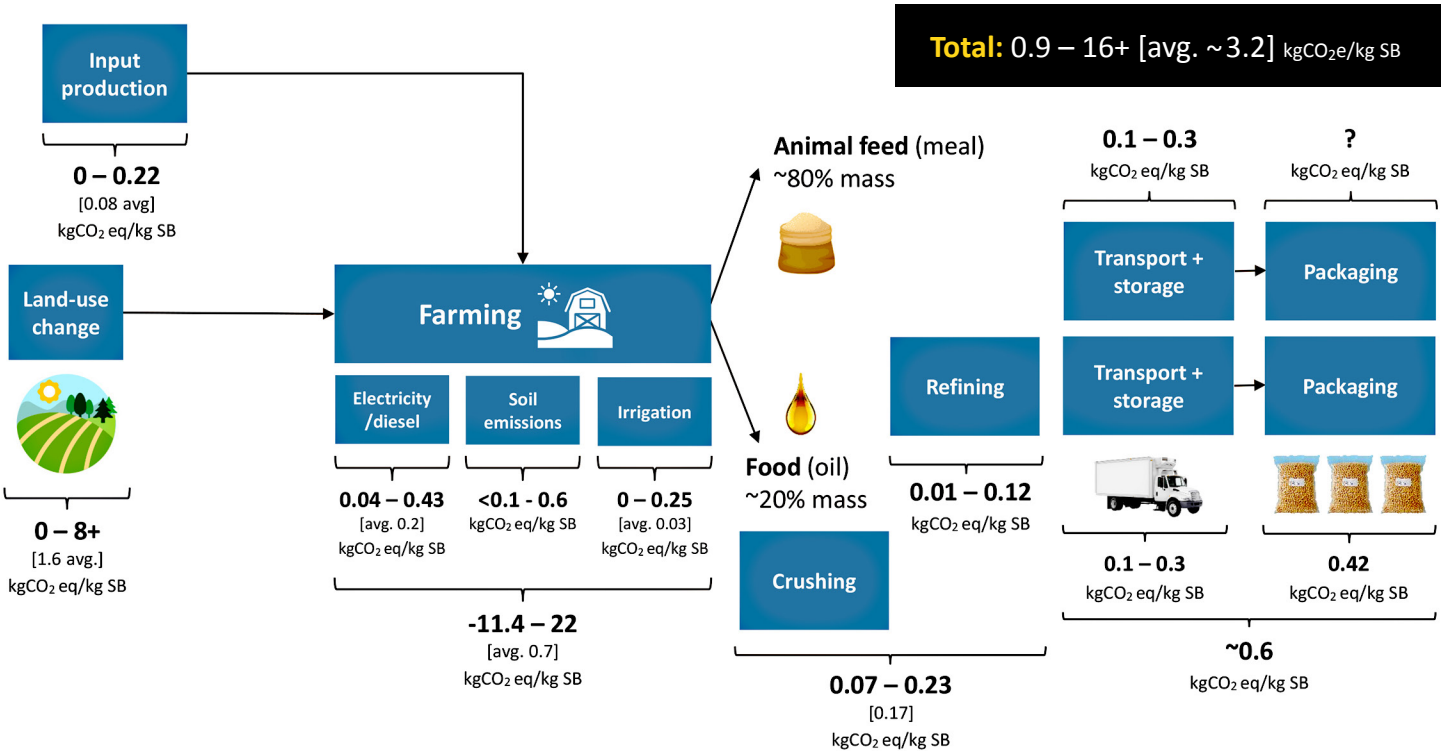 Total: 0.9 – 16+ [avg. ~3.2] kgCO₂e/kg SB
Input
production
0 – 0.22
[0.08 avg]
kgCO₂ eq/kg SB
Land-use
change
0 – 8+
[1.6 avg.]
kgCO₂ eq/kg SB
Farming
Electricity
/diesel
0.04 – 0.43
[avg. 0.2]
kgCO₂ eq/kg SB
Soil
emissions
<0.1 - 0.6
kgCO₂ eq/kg SB
Irrigation
0 – 0.25
[avg. 0.03]
kgCO₂ eq/kg SB
-11.4 – 22
[avg. 0.7]
kgCO₂ eq/kg SB
Animal feed (meal)
~80% mass
Food (oil)
~20% mass
Crushing
Refining
0.01 – 0.12
kgCO₂ eq/kg SB
0.07 – 0.23
[0.17]
kgCO₂ eq/kg SB
0.1 – 0.3
kgCO₂ eq/kg SB
?
kgCO₂ eq/kg SB
Transport +
storage
Packaging
Transport +
storage
Packaging
0.1 – 0.3
kgCO₂ eq/kg SB
0.42
kgCO₂ eq/kg SB
~0.6
kgCO₂ eq/kg SB